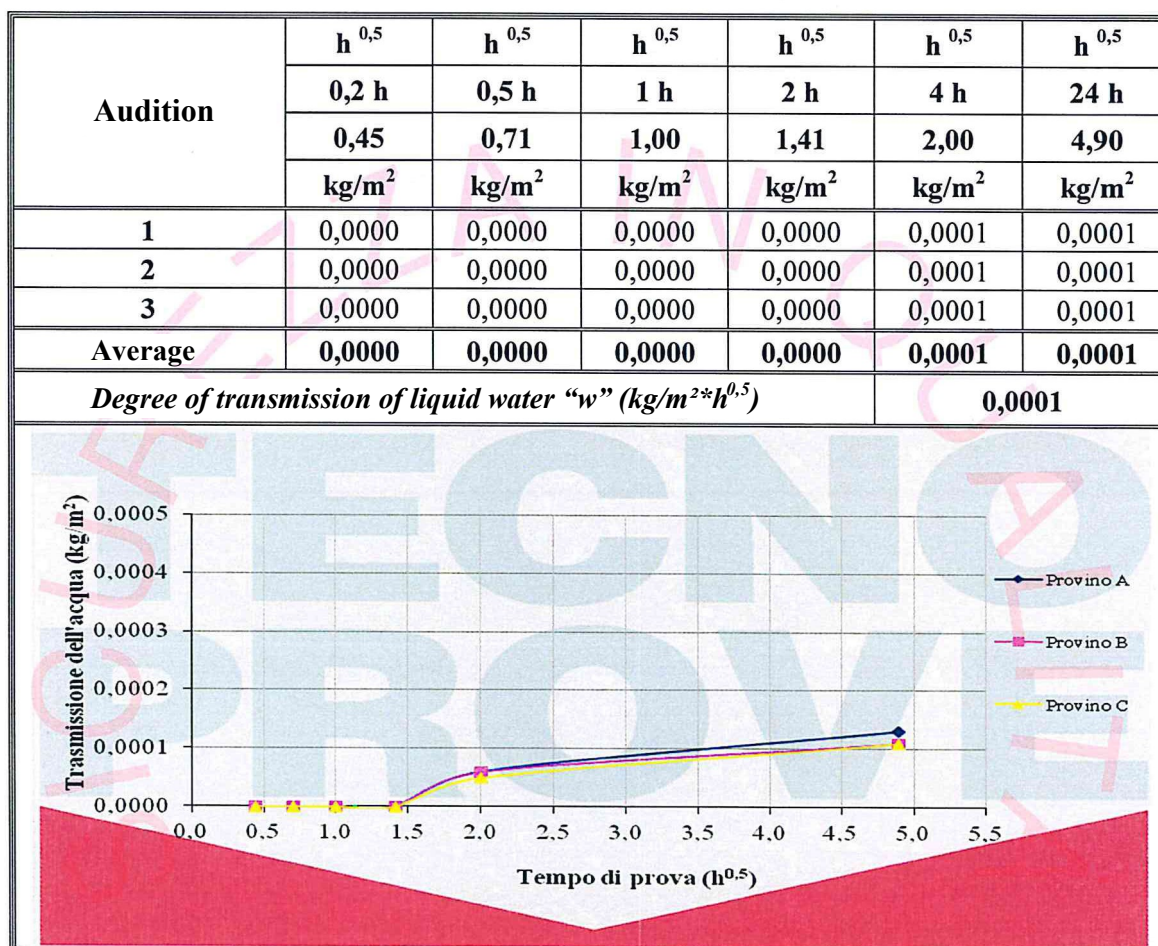 Audition h 0,5 h 0,5 h 0,5 h 0,5 h 0,5 h 0,5
0,2 h 0,5 h 1 h 2 h 4 h 24 h
0,45 0,71 1,00 1,41 2,00 4,90
kg/m² kg/m² kg/m² kg/m² kg/m² kg/m²
1 0,0000 0,0000 0,0000 0,0000 0,0001 0,0001
2 0,0000 0,0000 0,0000 0,0000 0,0001 0,0001
3 0,0000 0,0000 0,0000 0,0000 0,0001 0,0001
Average 0,0000 0,0000 0,0000 0,0000 0,0001 0,0001
Degree of transmission of liquid water “w” (kg/m²*h0,5) 0,0001
SICUREZZA IN QUALITA
TECNO
PROVE
Trasmissione dell'acqua (kg/m²)
0,0005
0,0004
0,0003
0,0002
0,0001
0,0000
0,0 0,5 1,0 1,5 2,0 2,5 3,0 3,5 4,0 4,5 5,0 5,5
Tempo di prova (h0,5)
Provino A
Provino B
Provino C